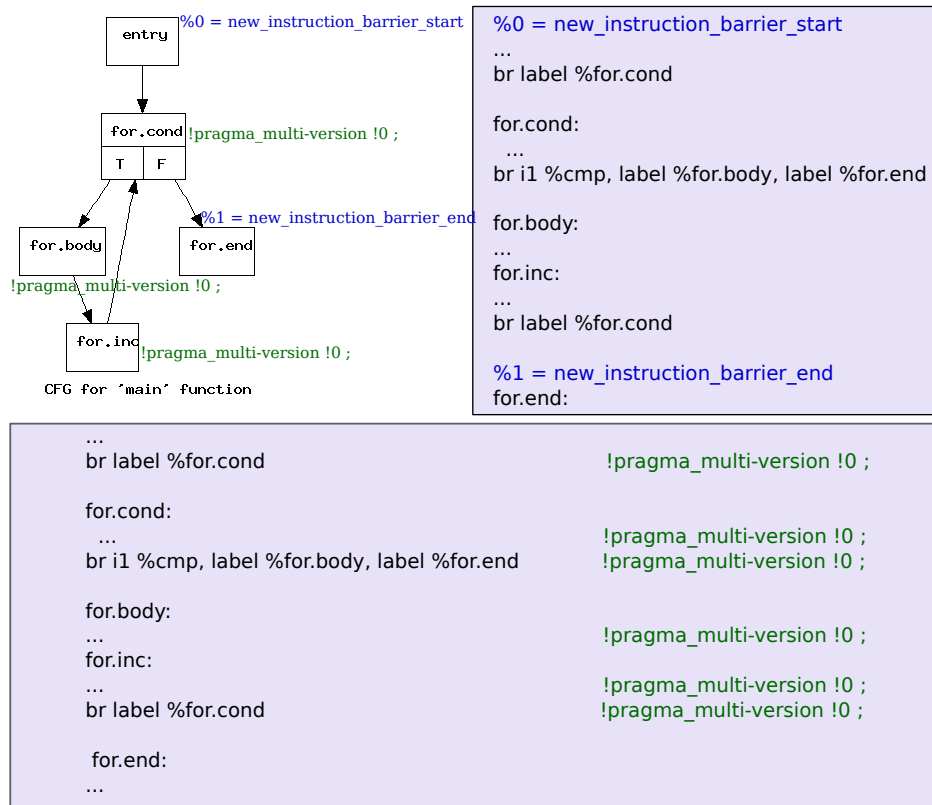 entry
%0 = new_instruction_barrier_start
for.cond
!pragma_multi-version !0 ;
T F
%1 = new_instruction_barrier_end
for.body
for.end
!pragma_multi-version !0 ;
for.inc
!pragma_multi-version !0 ;
CFG for 'main' function
%0 = new_instruction_barrier_start
...
br label %for.cond
for.cond:
...
br i1 %cmp, label %for.body, label %for.end
for.body:
...
for.inc:
...
br label %for.cond
%1 = new_instruction_barrier_end
for.end:
...
br label %for.cond !pragma_multi-version !0 ;
for.cond:
... !pragma_multi-version !0 ;
br i1 %cmp, label %for.body, label %for.end !pragma_multi-version !0 ;
for.body:
... !pragma_multi-version !0 ;
for.inc:
... !pragma_multi-version !0 ;
br label %for.cond !pragma_multi-version !0 ;
for.end:
...